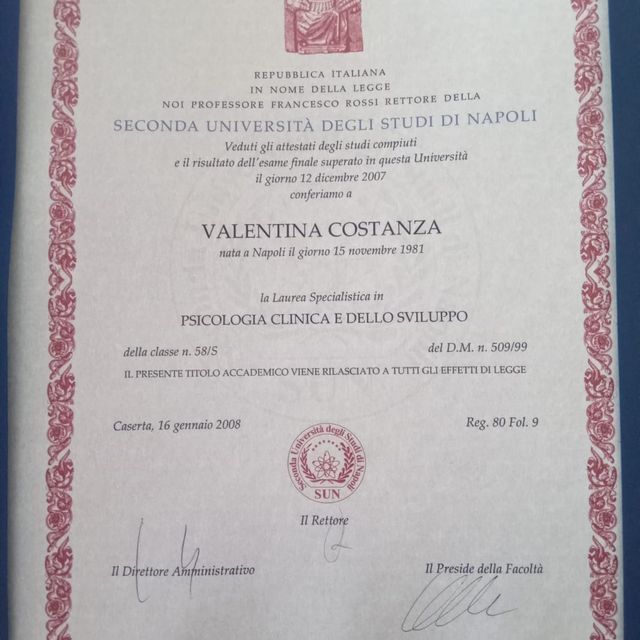 REPUBBLICA ITALIANA
IN NOME DELLA LEGGE
NOI PROFESSORE FRANCESCO ROSSI RETTORE DELLA
SECONDA UNIVERSITÀ DEGLI STUDI DI NAPOLI
Veduti gli attestati degli studi compiuti
e il risultato dell'esame finale superato in questa Università
il giorno 12 dicembre 2007
conferiamo a
VALENTINA COSTANZA
nata a Napoli il giorno 15 novembre 1981
la Laurea Specialistica in
PSICOLOGIA CLINICA E DELLO SVILUPPO
della classe n. 58/S del D.M. n. 509/99
IL PRESENTE TITOLO ACCADEMICO VIENE RILASCIATO A TUTTI GLI EFFETTI DI LEGGE
SUN
Caserta, 16 gennaio 2008 Reg. 80 Fol. 9
Seconda Università degli Studi di Napoli
SUN
Il Rettore
Il Direttore Amministrativo Il Preside della Facoltà